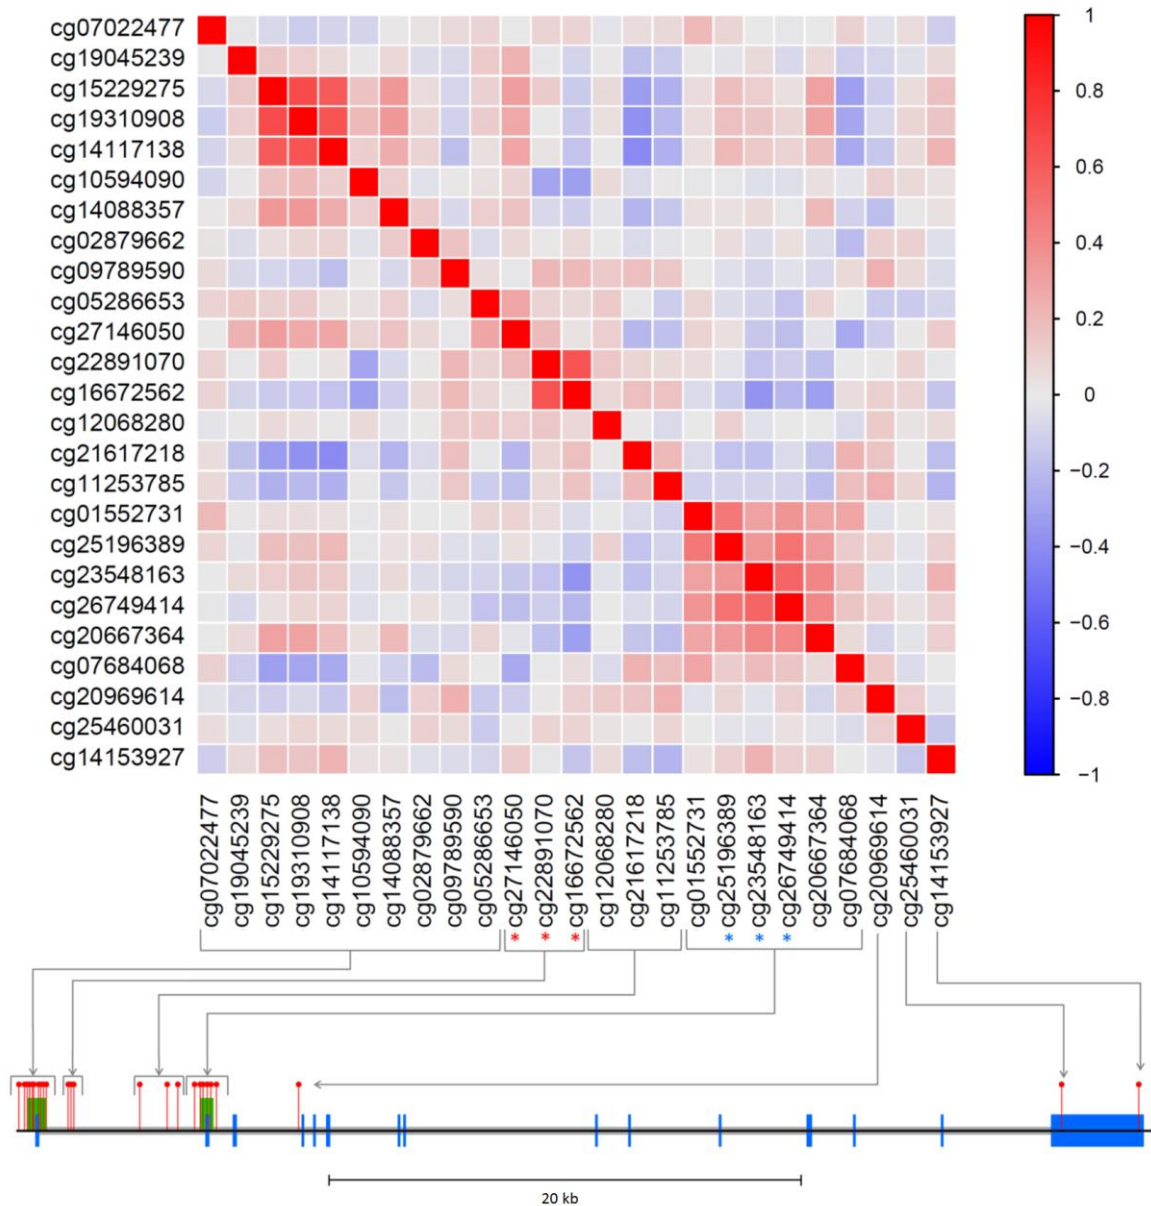 cg07022477
cg19045239
cg15229275
cg19310908
cg14117138
cg10594090
cg14088357
cg02879662
cg09789590
cg05286653
cg27146050
cg22891070
cg16672562
cg12068280
cg21617218
cg11253785
cg01552731
cg25196389
cg23548163
cg26749414
cg20667364
cg07684068
cg20969614
cg25460031
cg14153927
1
0.8
0.6
0.4
0.2
0
−0.2
−0.4
−0.6
−0.8
−1
cg07022477
cg19045239
cg15229275
cg19310908
cg14117138
cg10594090
cg14088357
cg02879662
cg09789590
cg05286653
cg27146050
cg22891070
cg16672562
cg12068280
cg21617218
cg11253785
cg01552731
cg25196389
cg23548163
cg26749414
cg20667364
cg07684068
cg20969614
cg25460031
cg14153927
* * * * * *
20 kb